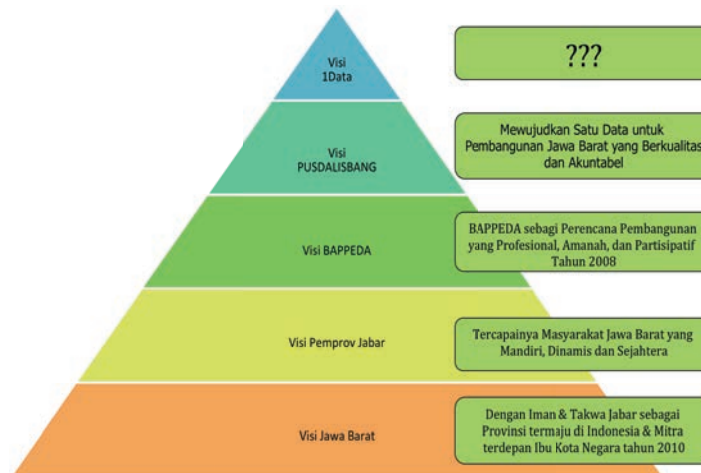 Visi
1Data
???
Visi
PUSDALISBANG
Mewujudkan Satu Data untuk
Pembangunan Jawa Barat yang Berkualitas
dan Akuntabel
Visi BAPPEDA
BAPPEDA sebagi Perencana Pembangunan
yang Profesional, Amanah, dan Partisipatif
Tahun 2008
Visi Pemprov Jabar
Tercapainya Masyarakat Jawa Barat yang
Mandiri, Dinamis dan Sejahtera
Visi Jawa Barat
Dengan Iman & Takwa Jabar sebagai
Provinsi termaju di Indonesia & Mitra
terdepan Ibu Kota Negara tahun 2010